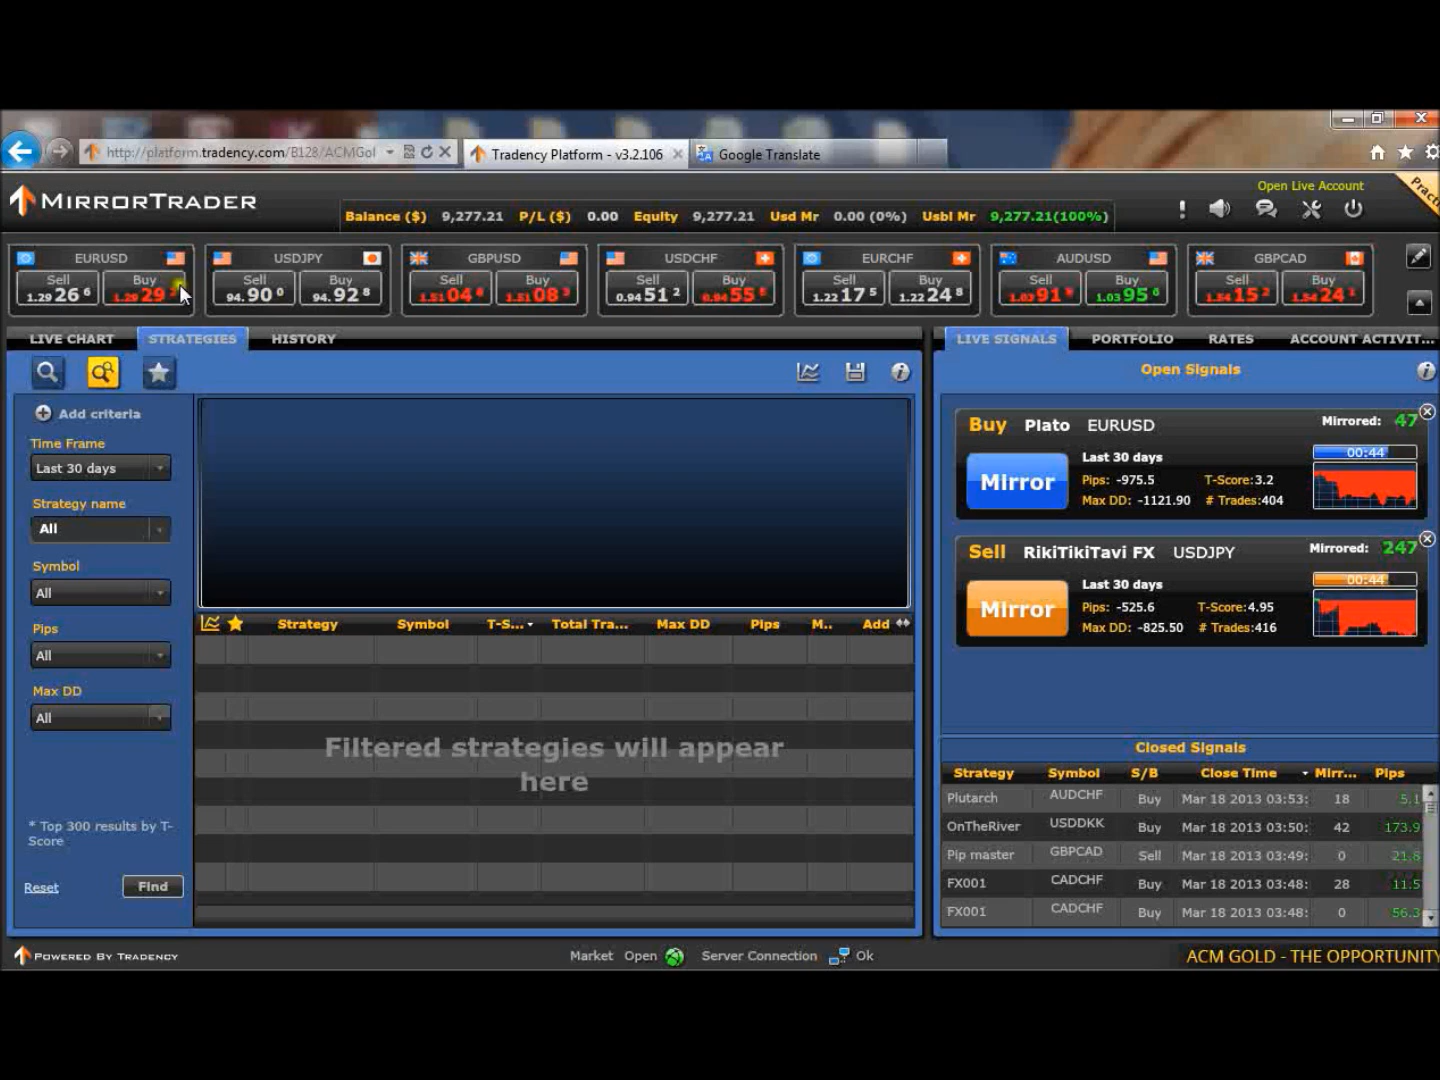 http://platform.tradency.com/B128/ACMGol
Tradency Platform - v3.2.106
Google Translate
MIRRORTRADER
Open Live Account
Balance ($) 9,277.21 P/L ($) 0.00 Equity 9,277.21 Usd Mr 0.00 (0%) Usbl Mr 9,277.21(100%)
EURUSD USDJPY GBPUSD USDCHF EURCHF AUDUSD GBPCAD
Sell Buy Sell Buy Sell Buy Sell Buy Sell Buy Sell Buy Sell Buy
1.29 26 6 94. 90 0 94. 92 8 0.94 51 2 1.22 17 5 1.22 24 8 1.03 95 6
LIVE CHART STRATEGIES HISTORY
LIVE SIGNALS PORTFOLIO RATES ACCOUNT ACTIVIT...
Add criteria
Time Frame
Last 30 days
Strategy name
All
Symbol
All
Pips
All
Max DD
All
* Top 300 results by T-
Score
Reset Find
Strategy Symbol T-S... Total Tra... Max DD Pips M.. Add
Filtered strategies will appear
here
Open Signals
Buy Plato EURUSD Mirrored: 47
Mirror
Last 30 days
00:44
Pips: -975.5 T-Score:3.2
Max DD: -1121.90 # Trades:404
Sell RikiTikiTavi FX USDJPY Mirrored: 247
Mirror
Last 30 days
00:44
Pips: -525.6 T-Score:4.95
Max DD: -825.50 # Trades:416
Closed Signals
Strategy Symbol S/B Close Time Mirr... Pips
Plutarch AUDCHF Buy Mar 18 2013 03:53: 18 5.1
OnTheRiver USDDKK Buy Mar 18 2013 03:50: 42 173.9
Pip master GBPCAD Sell Mar 18 2013 03:49: 0 21.8
FX001 CADCHF Buy Mar 18 2013 03:48: 28 11.5
FX001 CADCHF Buy Mar 18 2013 03:48: 0 56.3
POWERED BY TRADENCY
Market Open Server Connection Ok
ACM GOLD - THE OPPORTUNITY